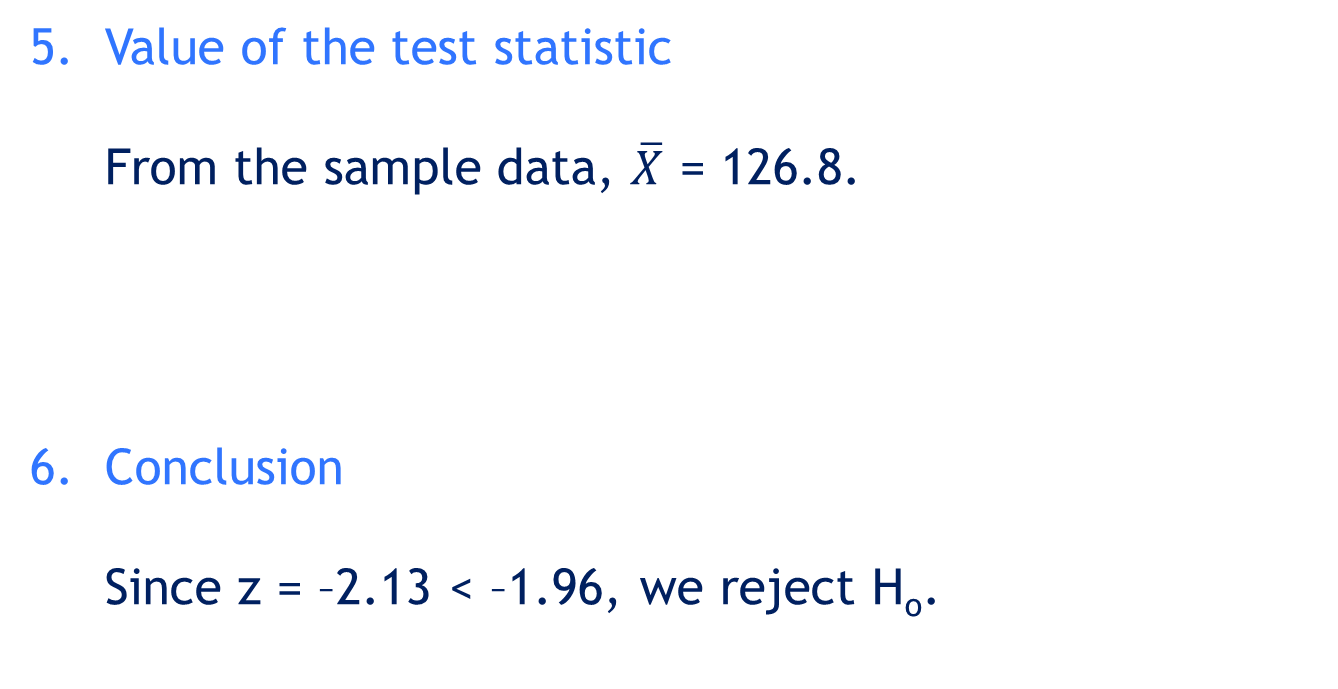 5. Value of the test statistic
From the sample data, X̅ = 126.8.
6. Conclusion
Since z = –2.13 < –1.96, we reject Hₒ.